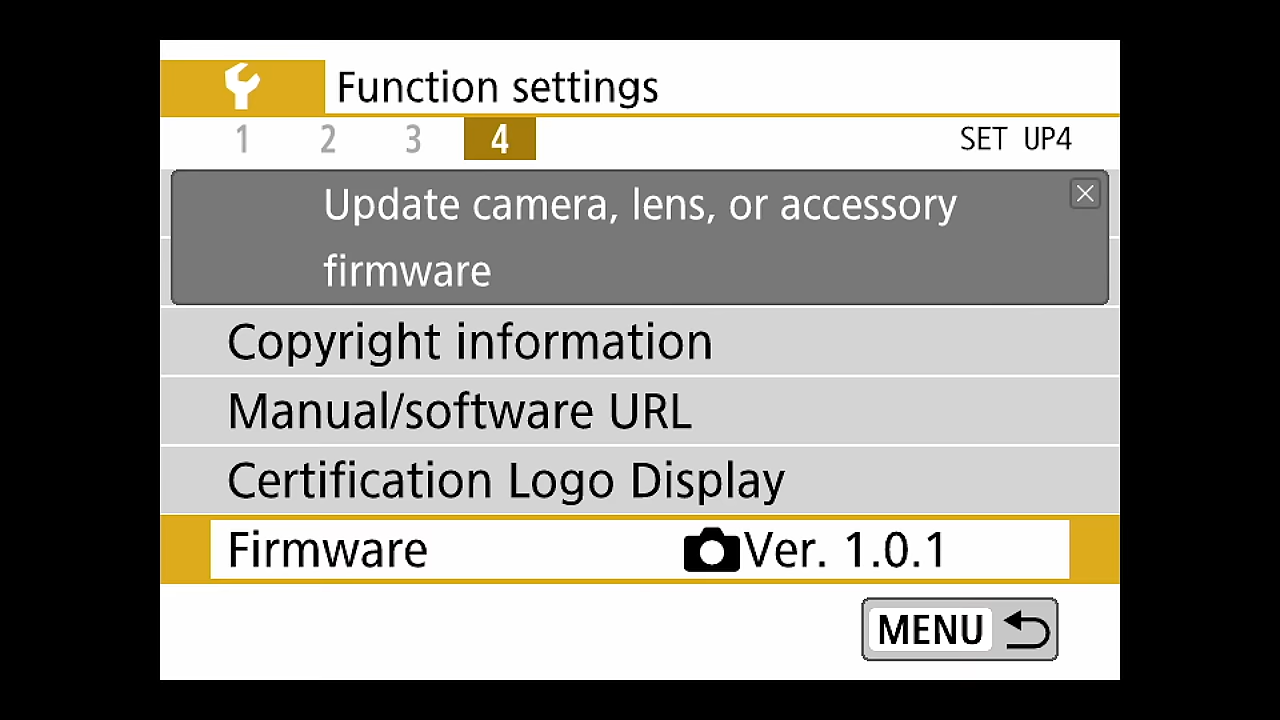 Function settings
1 2 3 4 SET UP4
Update camera, lens, or accessory
firmware
Copyright information
Manual/software URL
Certification Logo Display
Firmware Ver. 1.0.1
MENU